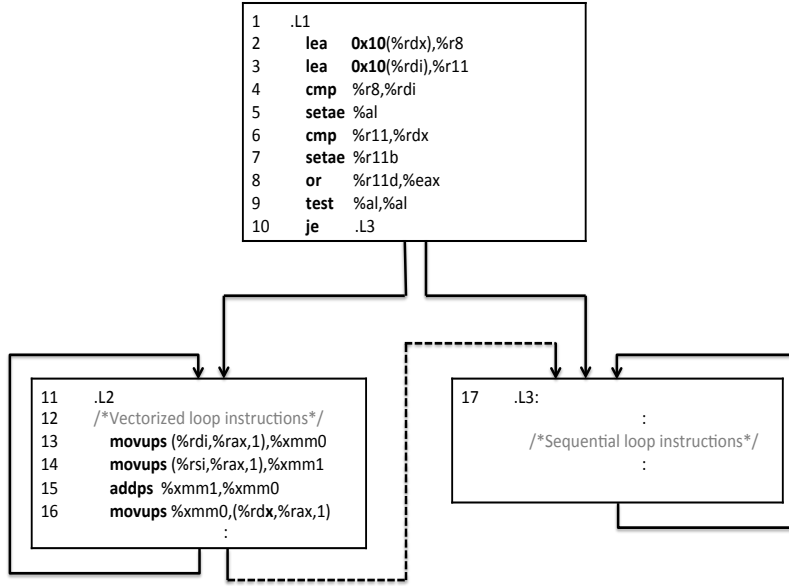 1 .L1
2 lea 0x10(%rdx),%r8
3 lea 0x10(%rdi),%r11
4 cmp %r8,%rdi
5 setae %al
6 cmp %r11,%rdx
7 setae %r11b
8 or %r11d,%eax
9 test %al,%al
10 je .L3
11 .L2
12 /*Vectorized loop instructions*/
13 movups (%rdi,%rax,1),%xmm0
14 movups (%rsi,%rax,1),%xmm1
15 addps %xmm1,%xmm0
16 movups %xmm0,(%rdx,%rax,1)
:
17 .L3:
:
/*Sequential loop instructions*/
: